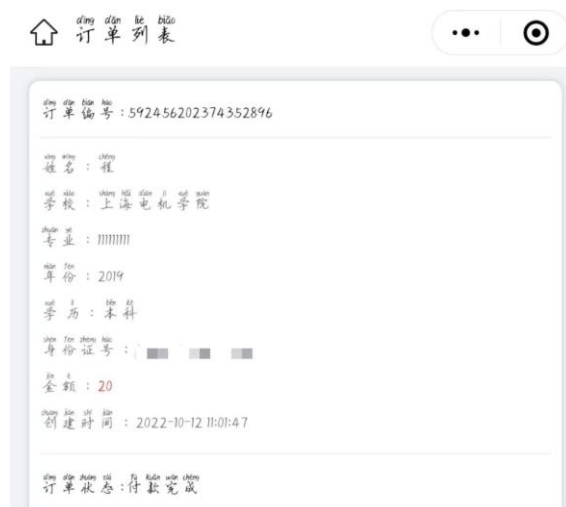 订单列表
订单编号:592456202374352896
姓名:程
学校:上海电机学院
专业:111111111
年份:2019
学历:本科
身份证号:
金额:20
创建时间:2022-10-12 11:01:47
订单状态:付款完成